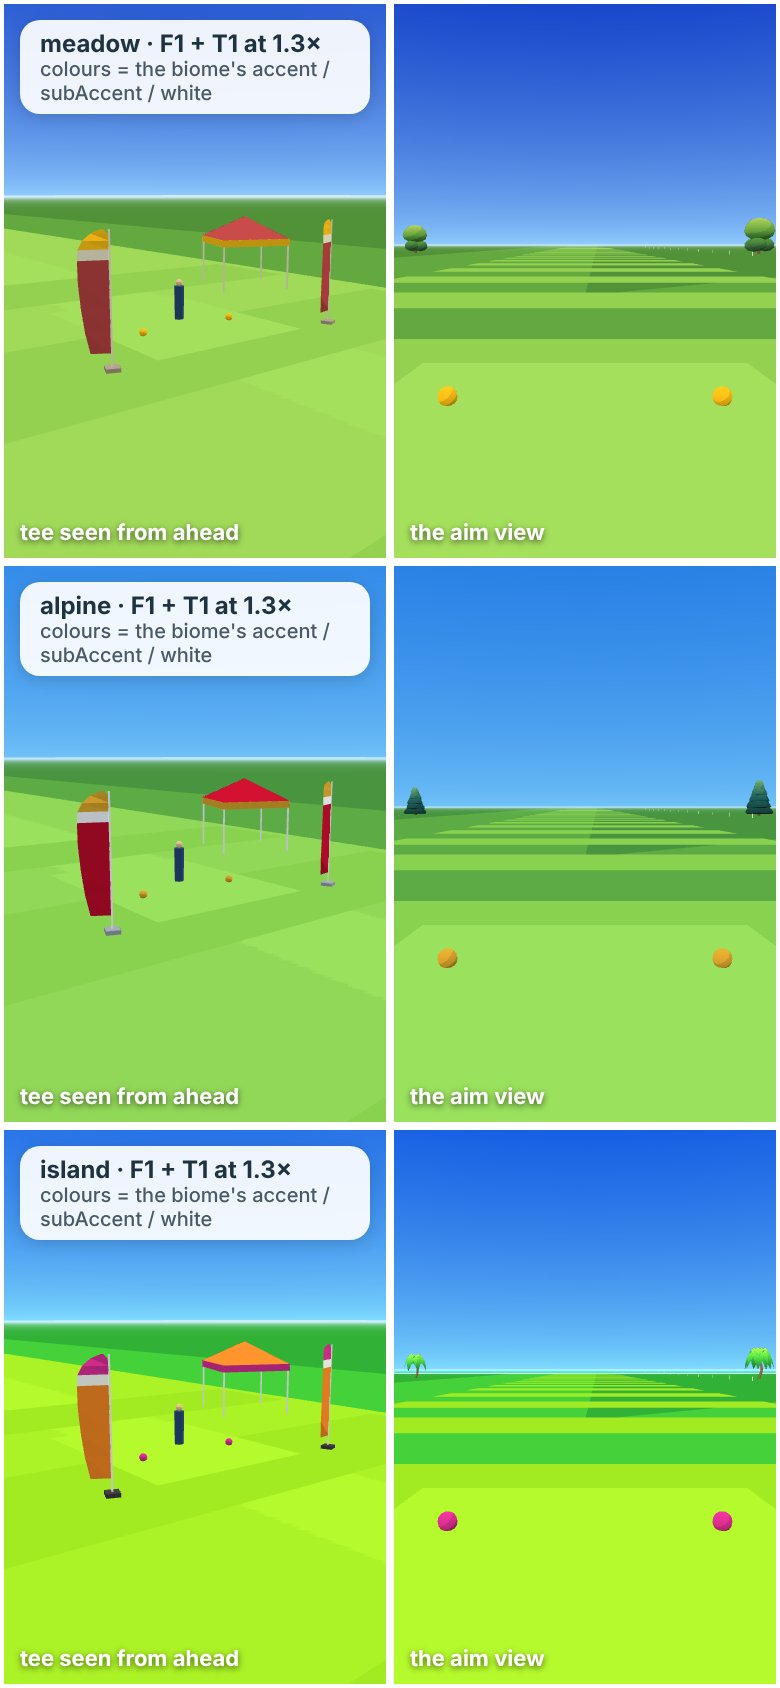 meadow · F1 + T1 at 1.3×
colours = the biome's accent /
subAccent / white
tee seen from ahead
the aim view
alpine · F1 + T1 at 1.3×
colours = the biome's accent /
subAccent / white
tee seen from ahead
the aim view
island · F1 + T1 at 1.3×
colours = the biome's accent /
subAccent / white
tee seen from ahead
the aim view